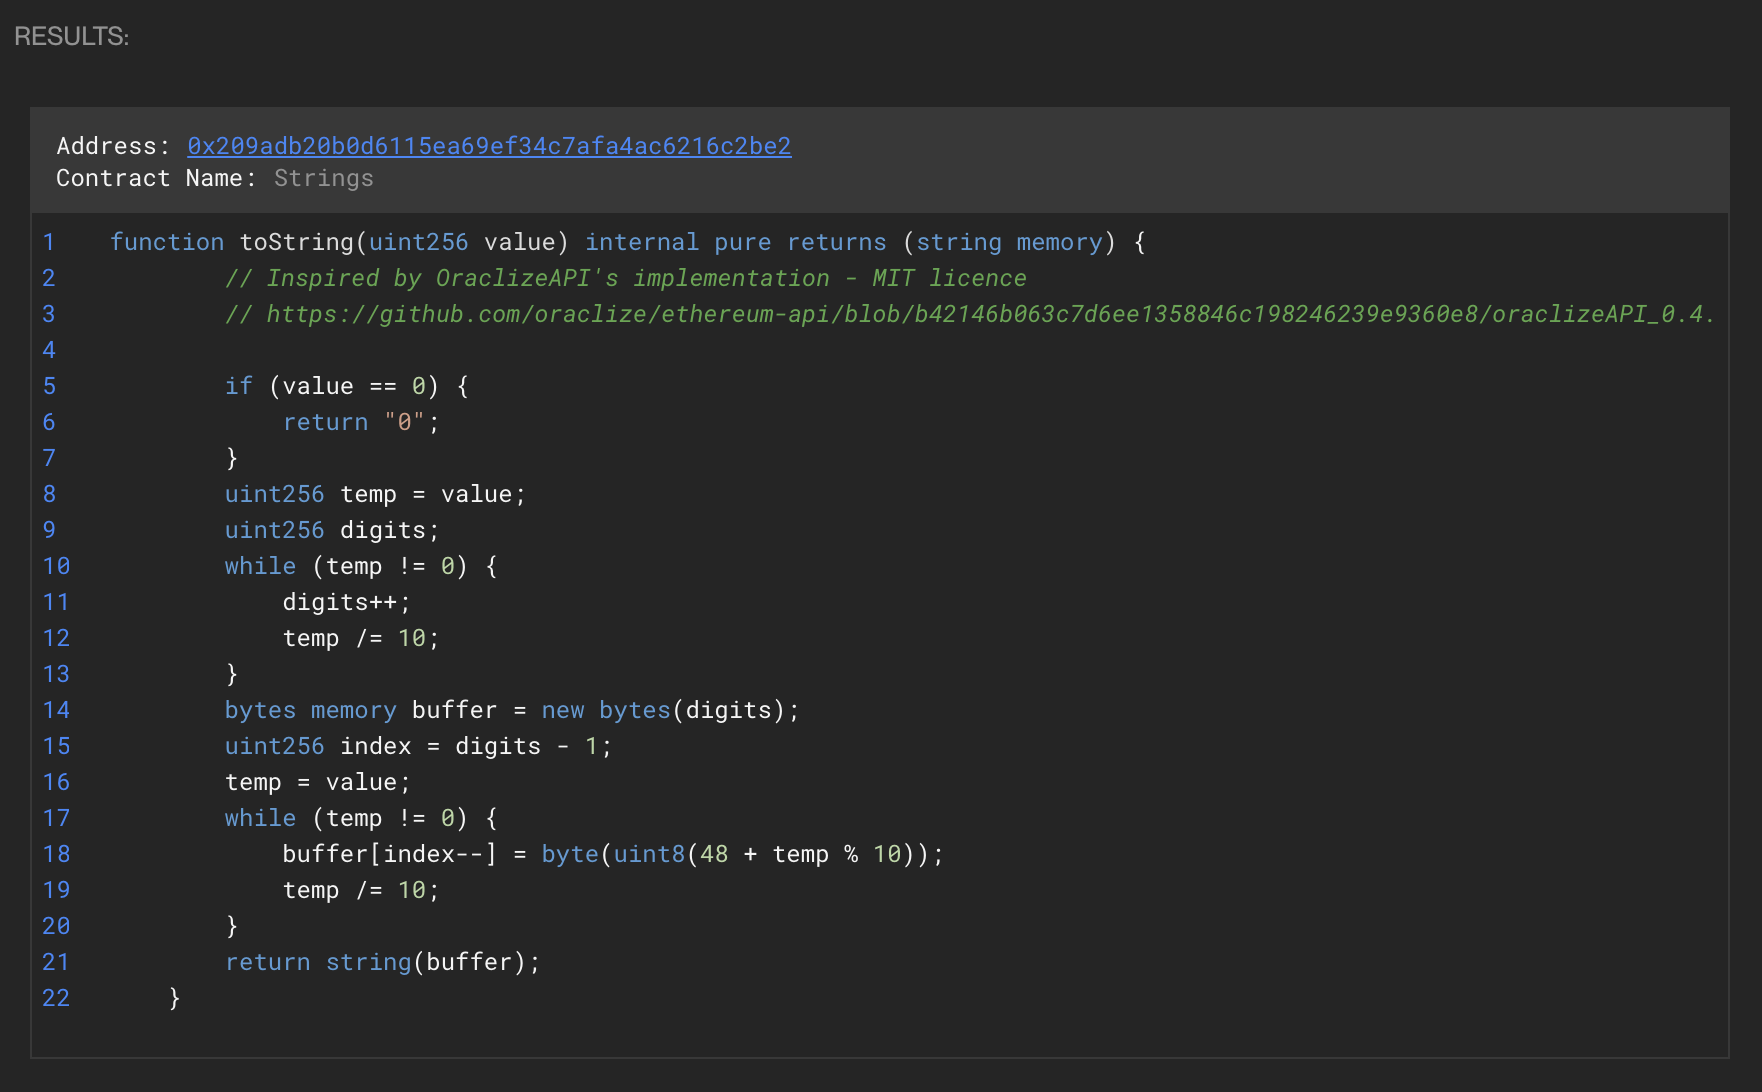 RESULTS:
Address: 0x209adb20b0d6115ea69ef34c7afa4ac6216c2be2
Contract Name: Strings
1 function toString(uint256 value) internal pure returns (string memory) {
2 // Inspired by OraclizeAPI's implementation - MIT licence
3 // https://github.com/oraclize/ethereum-api/blob/b42146b063c7d6ee1358846c198246239e9360e8/oraclizeAPI_0.4.
4
5 if (value == 0) {
6 return "0";
7 }
8 uint256 temp = value;
9 uint256 digits;
10 while (temp != 0) {
11 digits++;
12 temp /= 10;
13 }
14 bytes memory buffer = new bytes(digits);
15 uint256 index = digits - 1;
16 temp = value;
17 while (temp != 0) {
18 buffer[index--] = byte(uint8(48 + temp % 10));
19 temp /= 10;
20 }
21 return string(buffer);
22 }